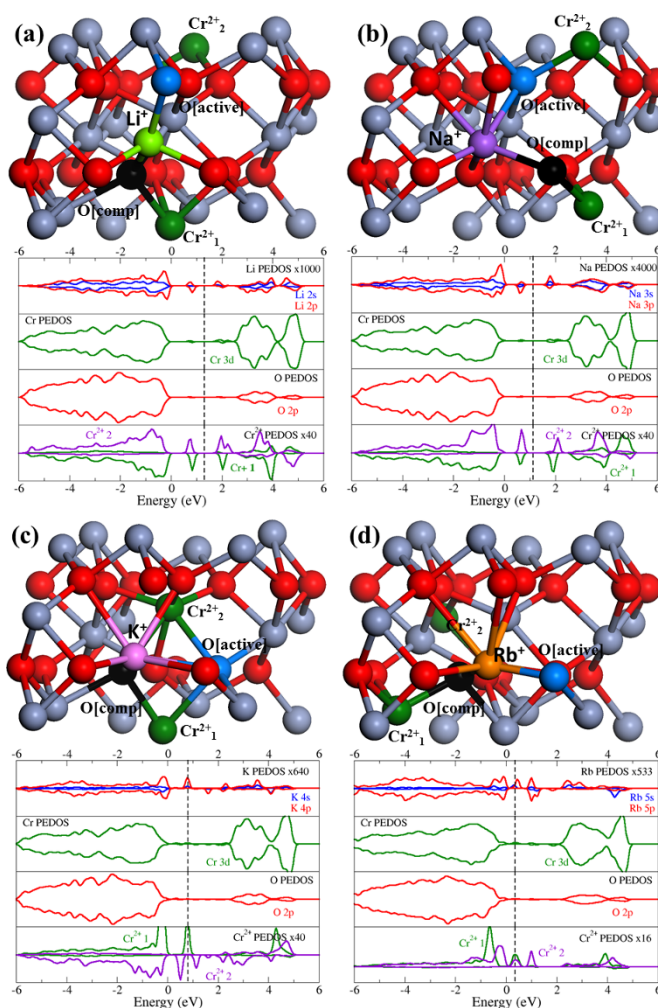 (a)
Cr²⁺₂
O[active]
Li⁺
O[comp]
Cr²⁺₁
-6 -4 -2 0 2 4 6
Li PEDOS x1000
Li 2s
Li 2p
Cr PEDOS
Cr 3d
O PEDOS
O 2p
Cr²⁺ 2
Cr²⁺ PEDOS x40
Cr+ 1
-6 -4 -2 0 2 4 6
Energy (eV)
(b)
Cr²⁺₂
O[active]
Na⁺
O[comp]
Cr²⁺₁
Na PEDOS x4000
Na 3s
Na 3p
Cr PEDOS
Cr 3d
O PEDOS
O 2p
Cr²⁺ 2
Cr²⁺ PEDOS x40
Cr²⁺ 1
-6 -4 -2 0 2 4 6
Energy (eV)
(c)
Cr²⁺₂
K⁺
O[active]
O[comp]
Cr²⁺₁
-6 -4 -2 0 2 4 6
K PEDOS x640
K 4s
K 4p
Cr PEDOS
Cr 3d
O PEDOS
O 2p
Cr²⁺ 1
Cr²⁺ PEDOS x40
Cr²⁺ 2
-6 -4 -2 0 2 4 6
Energy (eV)
(d)
Cr²⁺₂
Rb⁺
O[active]
O[comp]
Cr²⁺₁
-6 -4 -2 0 2 4 6
Rb PEDOS x533
Rb 5s
Rb 5p
Cr PEDOS
Cr 3d
O PEDOS
O 2p
Cr²⁺ PEDOS x16
Cr²⁺ 1
Cr²⁺ 2
-6 -4 -2 0 2 4 6
Energy (eV)